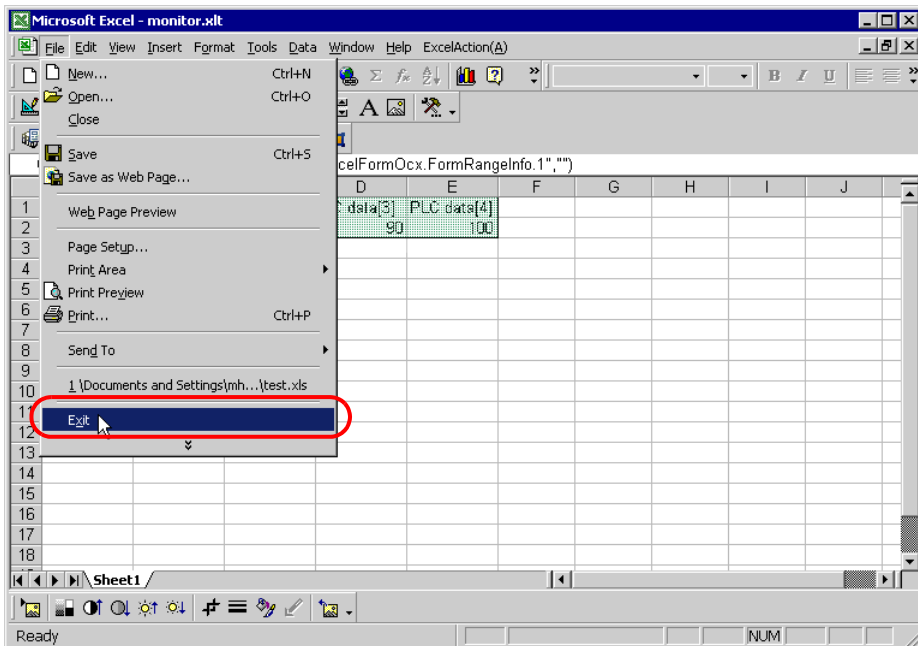 Microsoft Excel - monitor.xlt
File Edit View Insert Format Tools Data Window Help ExcelAction(A)
New... Ctrl+N
Open... Ctrl+O
Close
Save Ctrl+S
Save as Web Page...
Web Page Preview
Page Setup...
Print Area
Print Preview
Print... Ctrl+P
Send To
1 \Documents and Settings\mh...\test.xls
Exit
Σ fx
B I U
A
celFormOcx.FormRangeInfo.1","")
D E F G H I J
1 data[3] PLC data[4]
2 90 100
3
4
5
6
7
8
9
10
11
12
13
14
15
16
17
18
Sheet1
Ready NUM